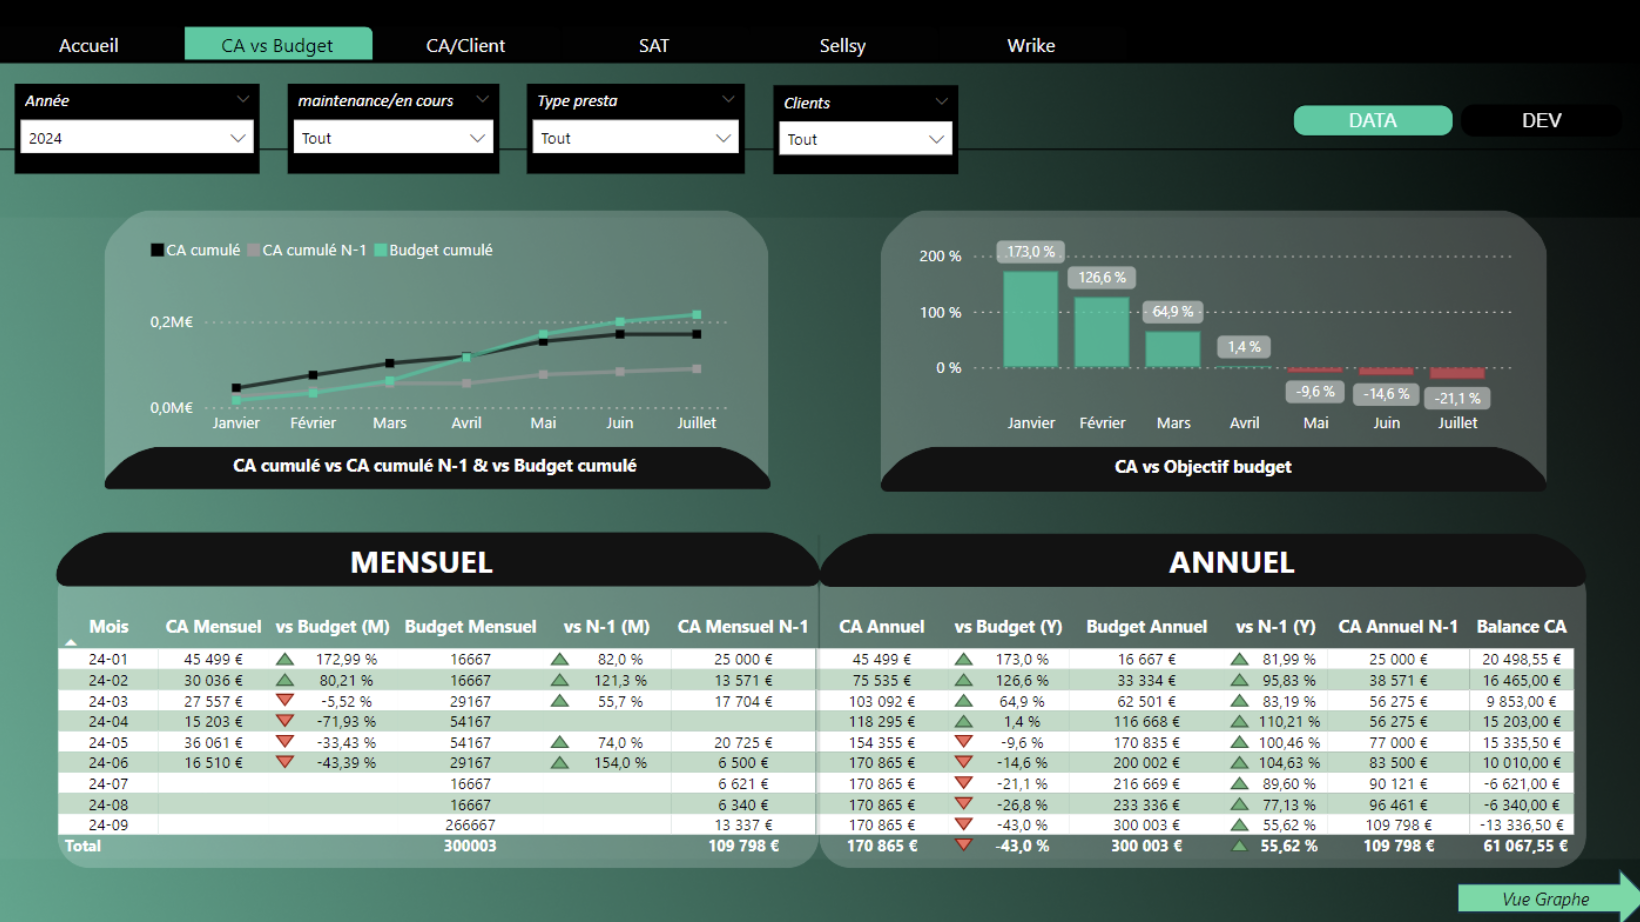 Accueil CA vs Budget CA/Client SAT Sellsy Wrike
Année maintenance/en cours Type presta Clients
2024 Tout Tout Tout
DATA DEV
CA cumulé CA cumulé N-1 Budget cumulé
0,2M€
0,0M€
Janvier Février Mars Avril Mai Juin Juillet
CA cumulé vs CA cumulé N-1 & vs Budget cumulé
200 %
100 %
0 %
173,0 %
126,6 %
64,9 %
1,4 %
-9,6 %
-14,6 %
-21,1 %
Janvier Février Mars Avril Mai Juin Juillet
CA vs Objectif budget
MENSUEL
Mois CA Mensuel vs Budget (M) Budget Mensuel vs N-1 (M) CA Mensuel N-1
24-01 45 499 € 172,99 % 16667 82,0 % 25 000 €
24-02 30 036 € 80,21 % 16667 121,3 % 13 571 €
24-03 27 557 € -5,52 % 29167 55,7 % 17 704 €
24-04 15 203 € -71,93 % 54167
24-05 36 061 € -33,43 % 54167 74,0 % 20 725 €
24-06 16 510 € -43,39 % 29167 154,0 % 6 500 €
24-07 16667 6 621 €
24-08 16667 6 340 €
24-09 266667 13 337 €
Total 300003 109 798 €
ANNUEL
CA Annuel vs Budget (Y) Budget Annuel vs N-1 (Y) CA Annuel N-1 Balance CA
45 499 € 173,0 % 16 667 € 81,99 % 25 000 € 20 498,55 €
75 535 € 126,6 % 33 334 € 95,83 % 38 571 € 16 465,00 €
103 092 € 64,9 % 62 501 € 83,19 % 56 275 € 9 853,00 €
118 295 € 1,4 % 116 668 € 110,21 % 56 275 € 15 203,00 €
154 355 € -9,6 % 170 835 € 100,46 % 77 000 € 15 335,50 €
170 865 € -14,6 % 200 002 € 104,63 % 83 500 € 10 010,00 €
170 865 € -21,1 % 216 669 € 89,60 % 90 121 € -6 621,00 €
170 865 € -26,8 % 233 336 € 77,13 % 96 461 € -6 340,00 €
170 865 € -43,0 % 300 003 € 55,62 % 109 798 € -13 336,50 €
170 865 € -43,0 % 300 003 € 55,62 % 109 798 € 61 067,55 €
Vue Graphe